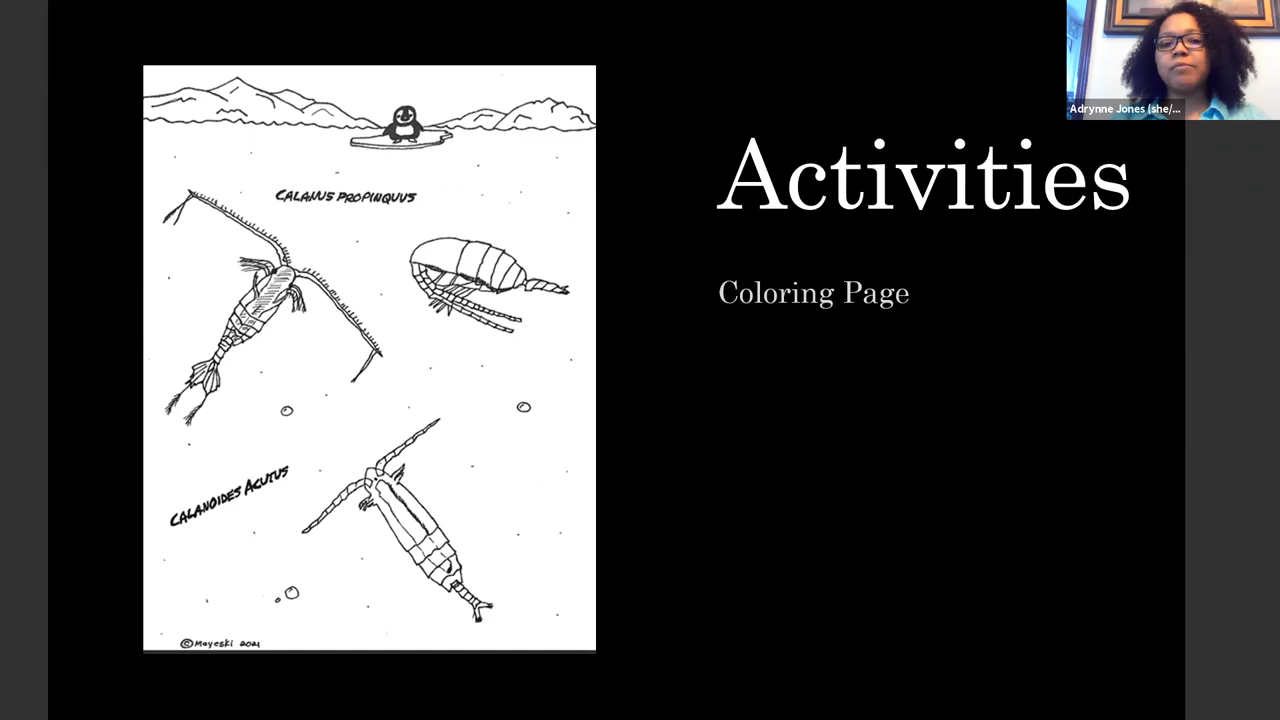 Adrynne Jones (she/...
Activities
Coloring Page
CALANUS PROPINQUUS
CALANOIDES ACUTUS
©Mayeski 2021